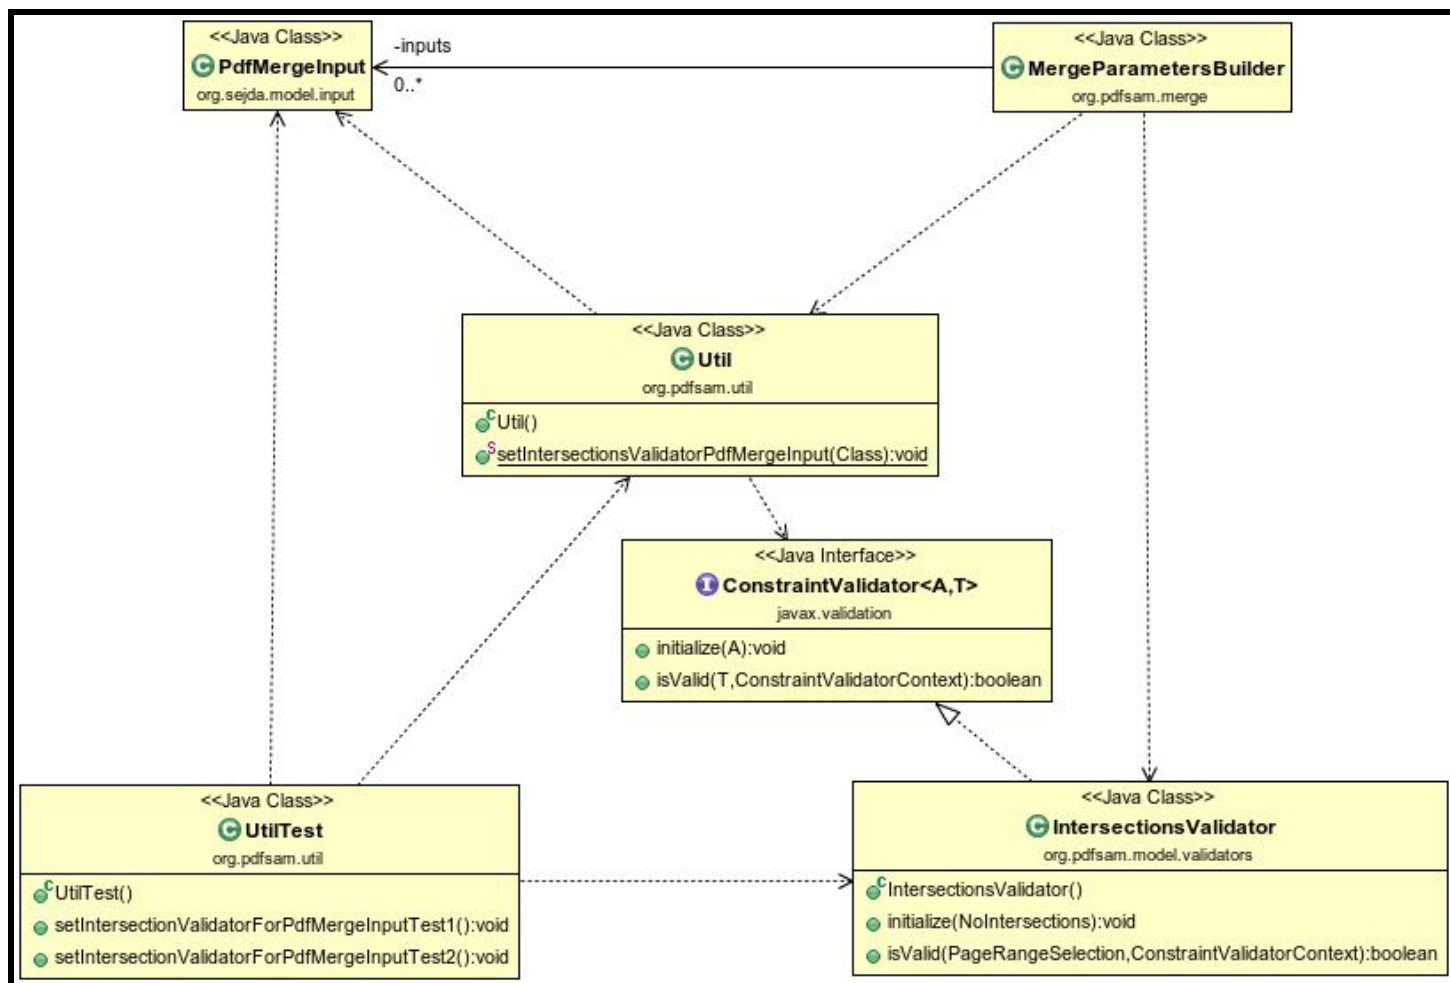 <<Java Class>>
PdfMergeInput
org.sejda.model.input
-inputs
0..*
<<Java Class>>
MergeParametersBuilder
org.pdfsam.merge
<<Java Class>>
Util
org.pdfsam.util
Util()
setIntersectionsValidatorPdfMergeInput(Class):void
<<Java Interface>>
ConstraintValidator<A,T>
javax.validation
initialize(A):void
isValid(T,ConstraintValidatorContext):boolean
<<Java Class>>
UtilTest
org.pdfsam.util
UtilTest()
setIntersectionValidatorForPdfMergeInputTest1():void
setIntersectionValidatorForPdfMergeInputTest2():void
<<Java Class>>
IntersectionsValidator
org.pdfsam.model.validators
IntersectionsValidator()
initialize(NoIntersections):void
isValid(PageRangeSelection,ConstraintValidatorContext):boolean